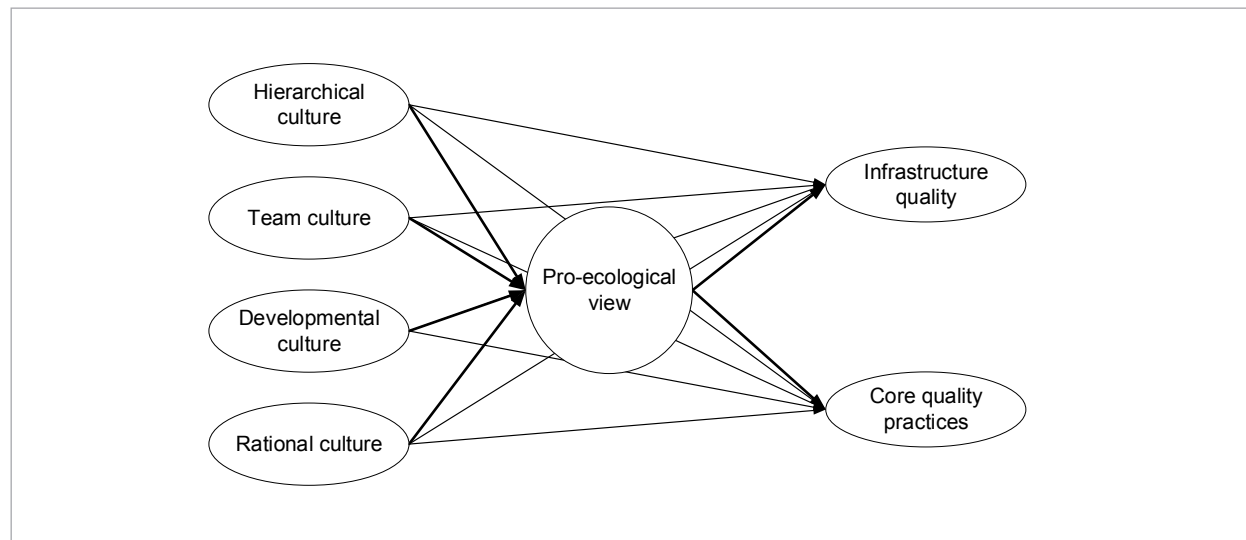 Hierarchical
culture
Team culture
Developmental
culture
Rational culture
Pro-ecological
view
Infrastructure
quality
Core quality
practices